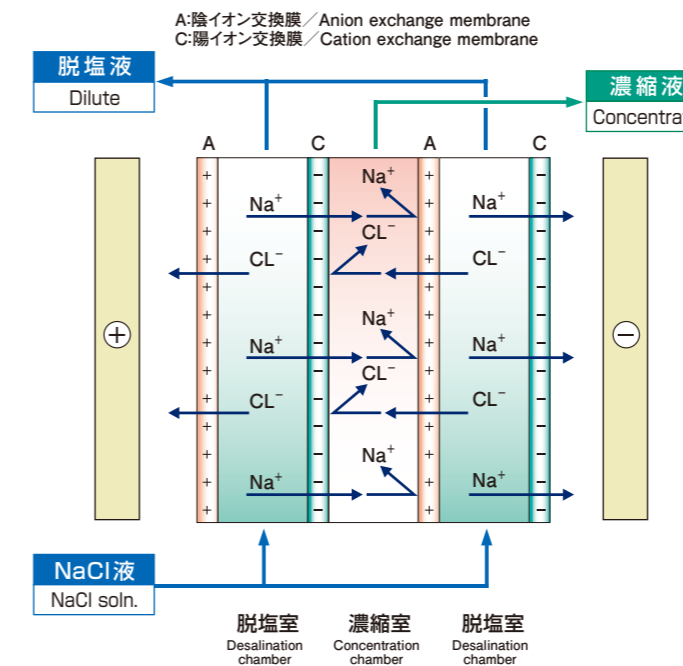 A:陰イオン交換膜／Anion exchange membrane
C:陽イオン交換膜／Cation exchange membrane
脱塩液
Dilute
濃縮液
A
C
A
C
Na⁺
Na⁺
Na⁺
CL⁻
CL⁻
CL⁻
+
−
Na⁺
Na⁺
Na⁺
CL⁻
CL⁻
CL⁻
Na⁺
Na⁺
Na⁺
NaCl液
NaCl soln.
脱塩室
Desalination
chamber
濃縮室
Concentration
chamber
脱塩室
Desalination
chamber